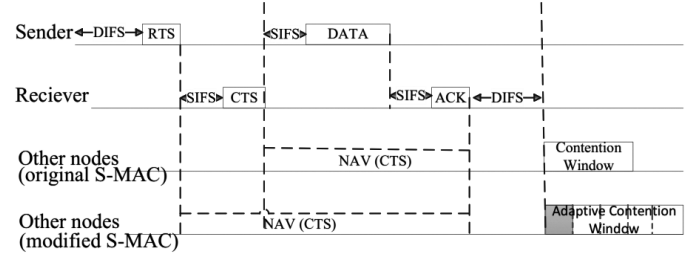 Sender DIFS RTS SIFS DATA
Reciever SIFS CTS SIFS ACK DIFS
Other nodes
(original S-MAC)
NAV (CTS)
Contention
Window
Other nodes
(modified S-MAC)
NAV (CTS)
Adaptive Contention
Window